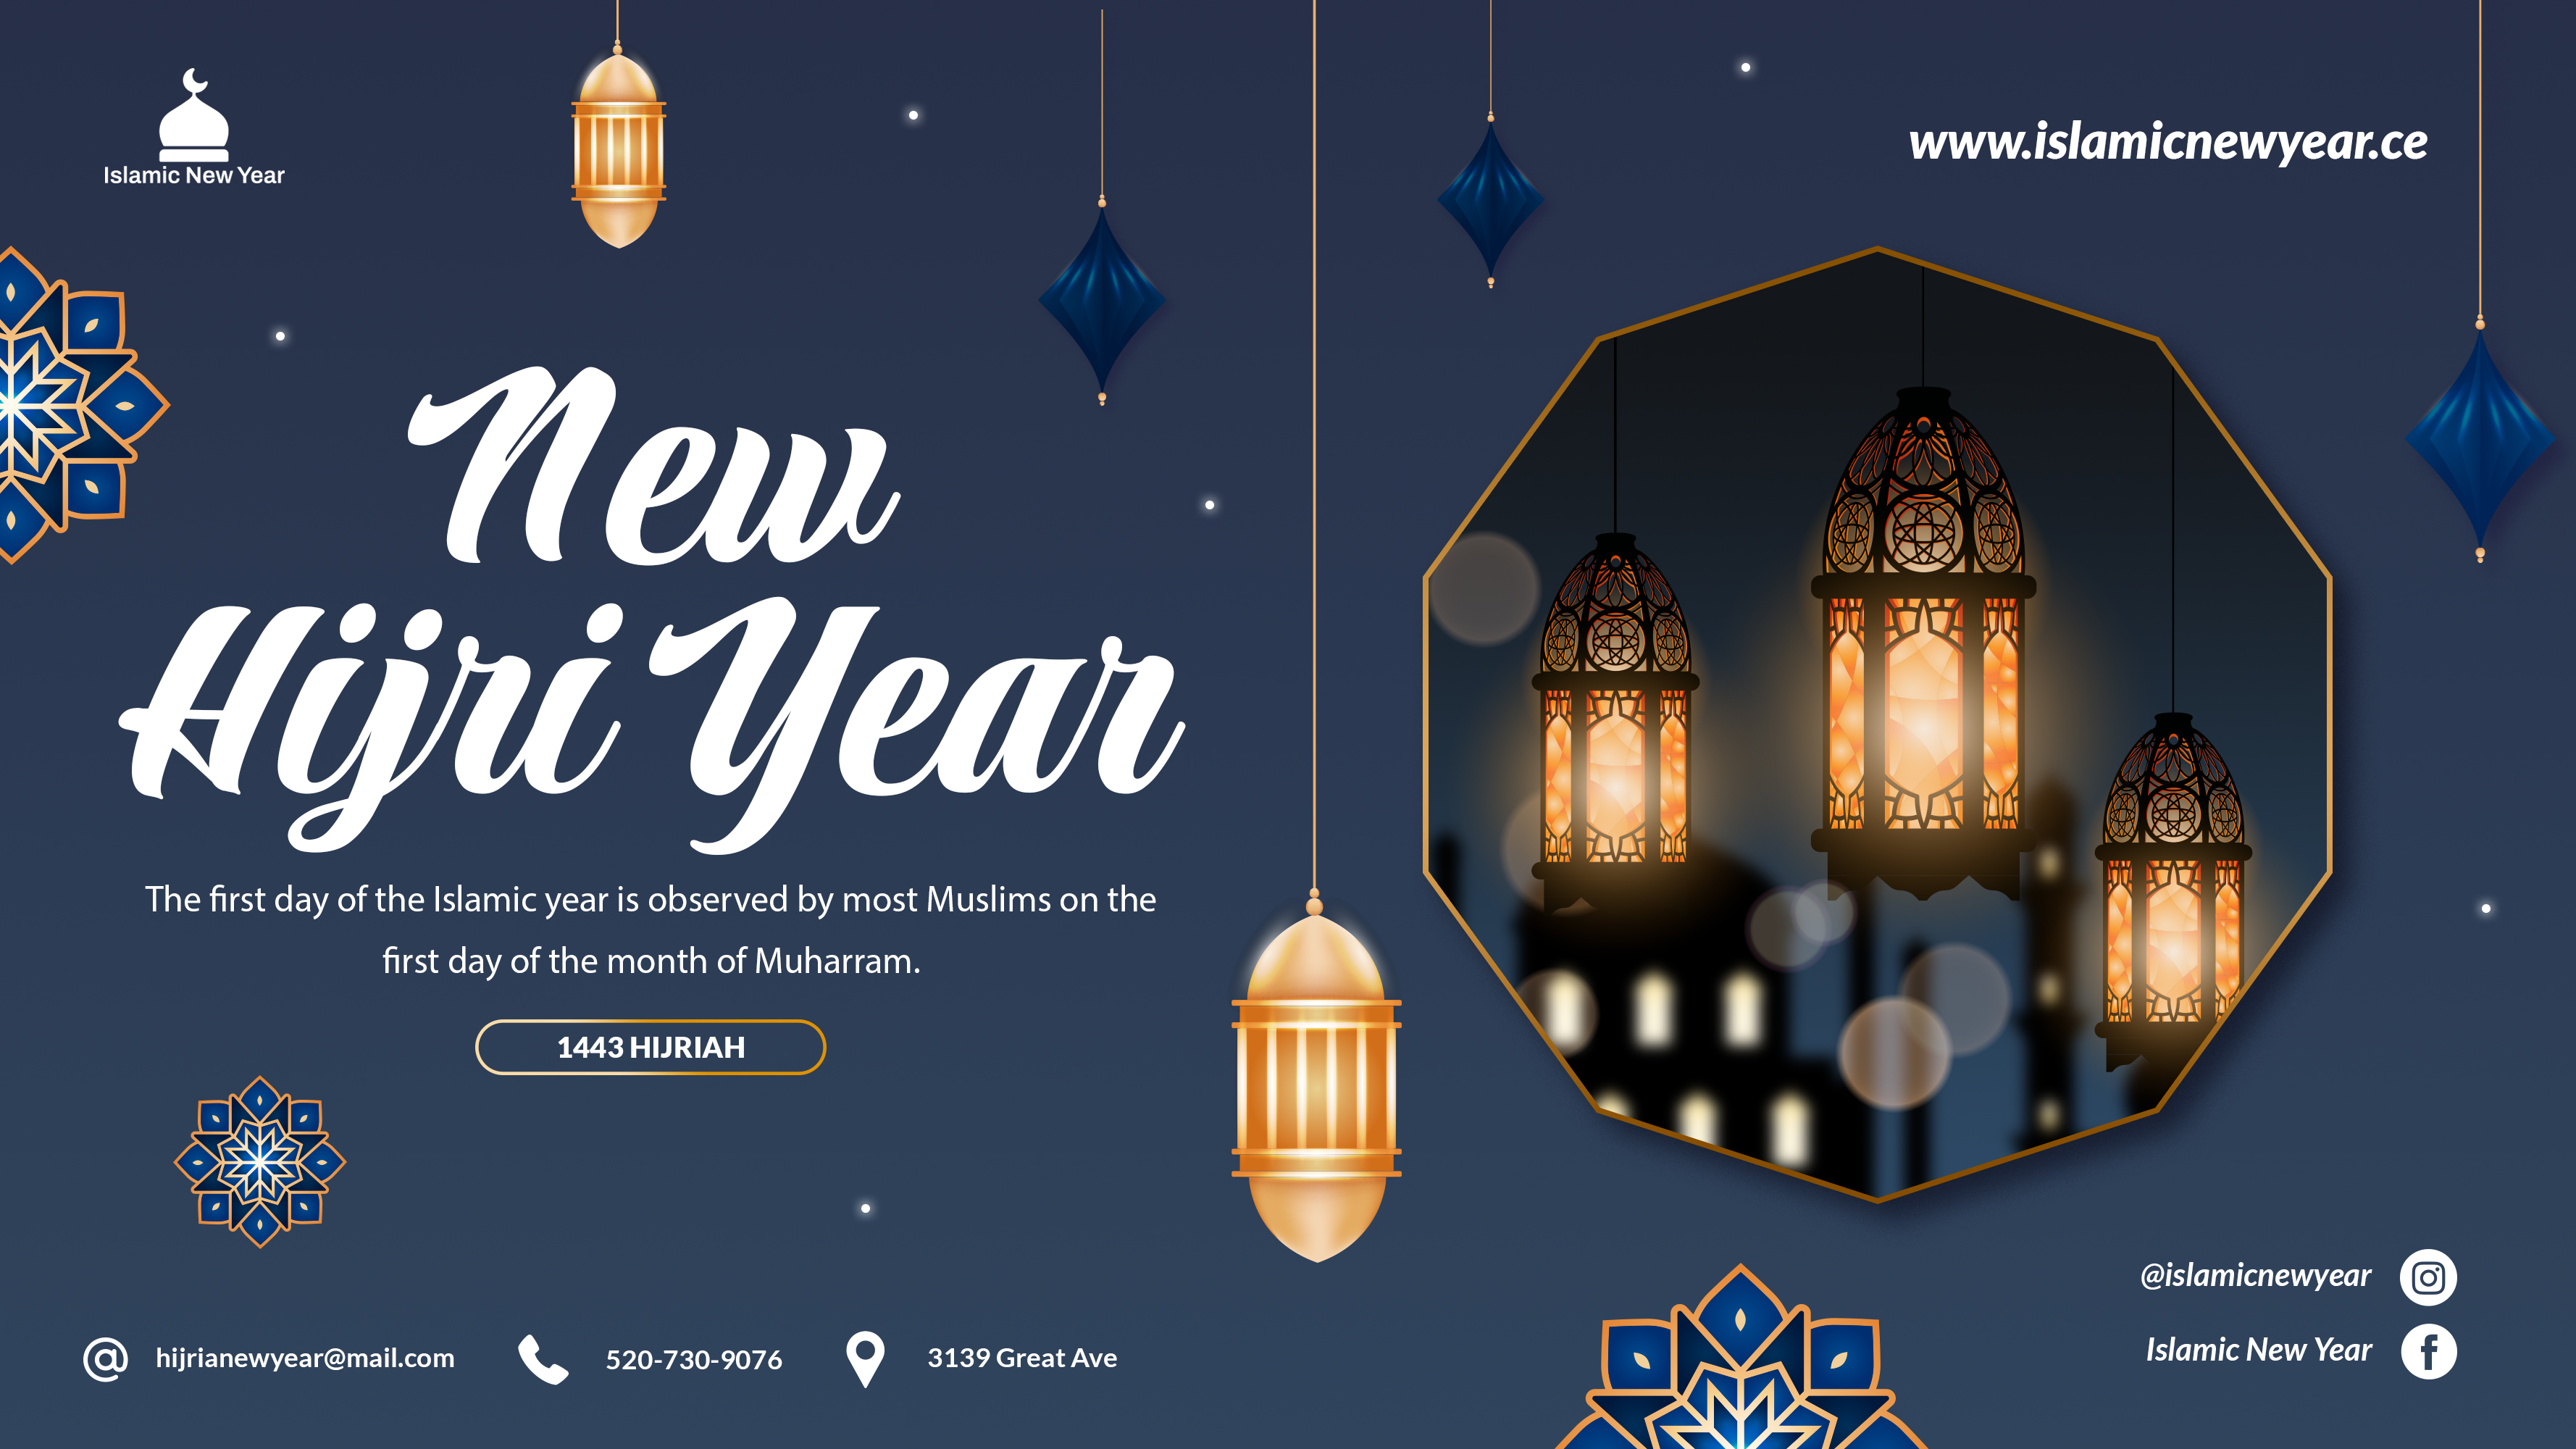 Islamic New Year
www.islamicnewyear.ce
New
Hijri Year
The first day of the Islamic year is observed by most Muslims on the
first day of the month of Muharram.
1443 HIJRIAH
@islamicnewyear
Islamic New Year
hijrianewyear@mail.com
520-730-9076
3139 Great Ave